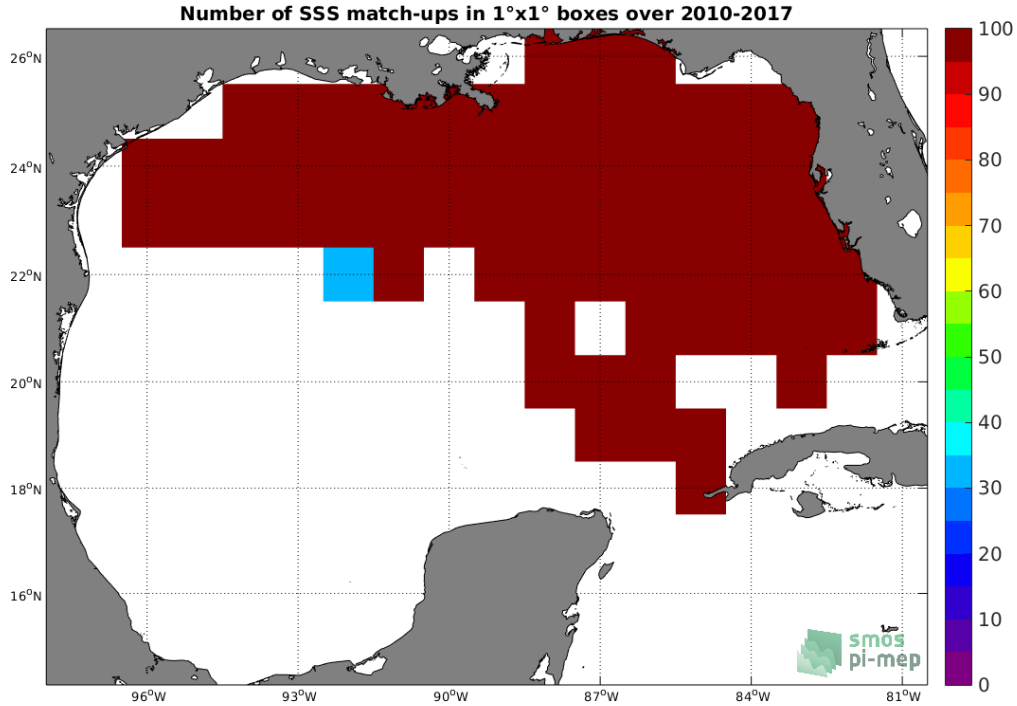 Number of SSS match-ups in 1°x1° boxes over 2010-2017
26°N
24°N
22°N
20°N
18°N
16°N
96°W
93°W
90°W
87°W
84°W
81°W
100
90
80
70
60
50
40
30
20
10
0
smos
pi-mep